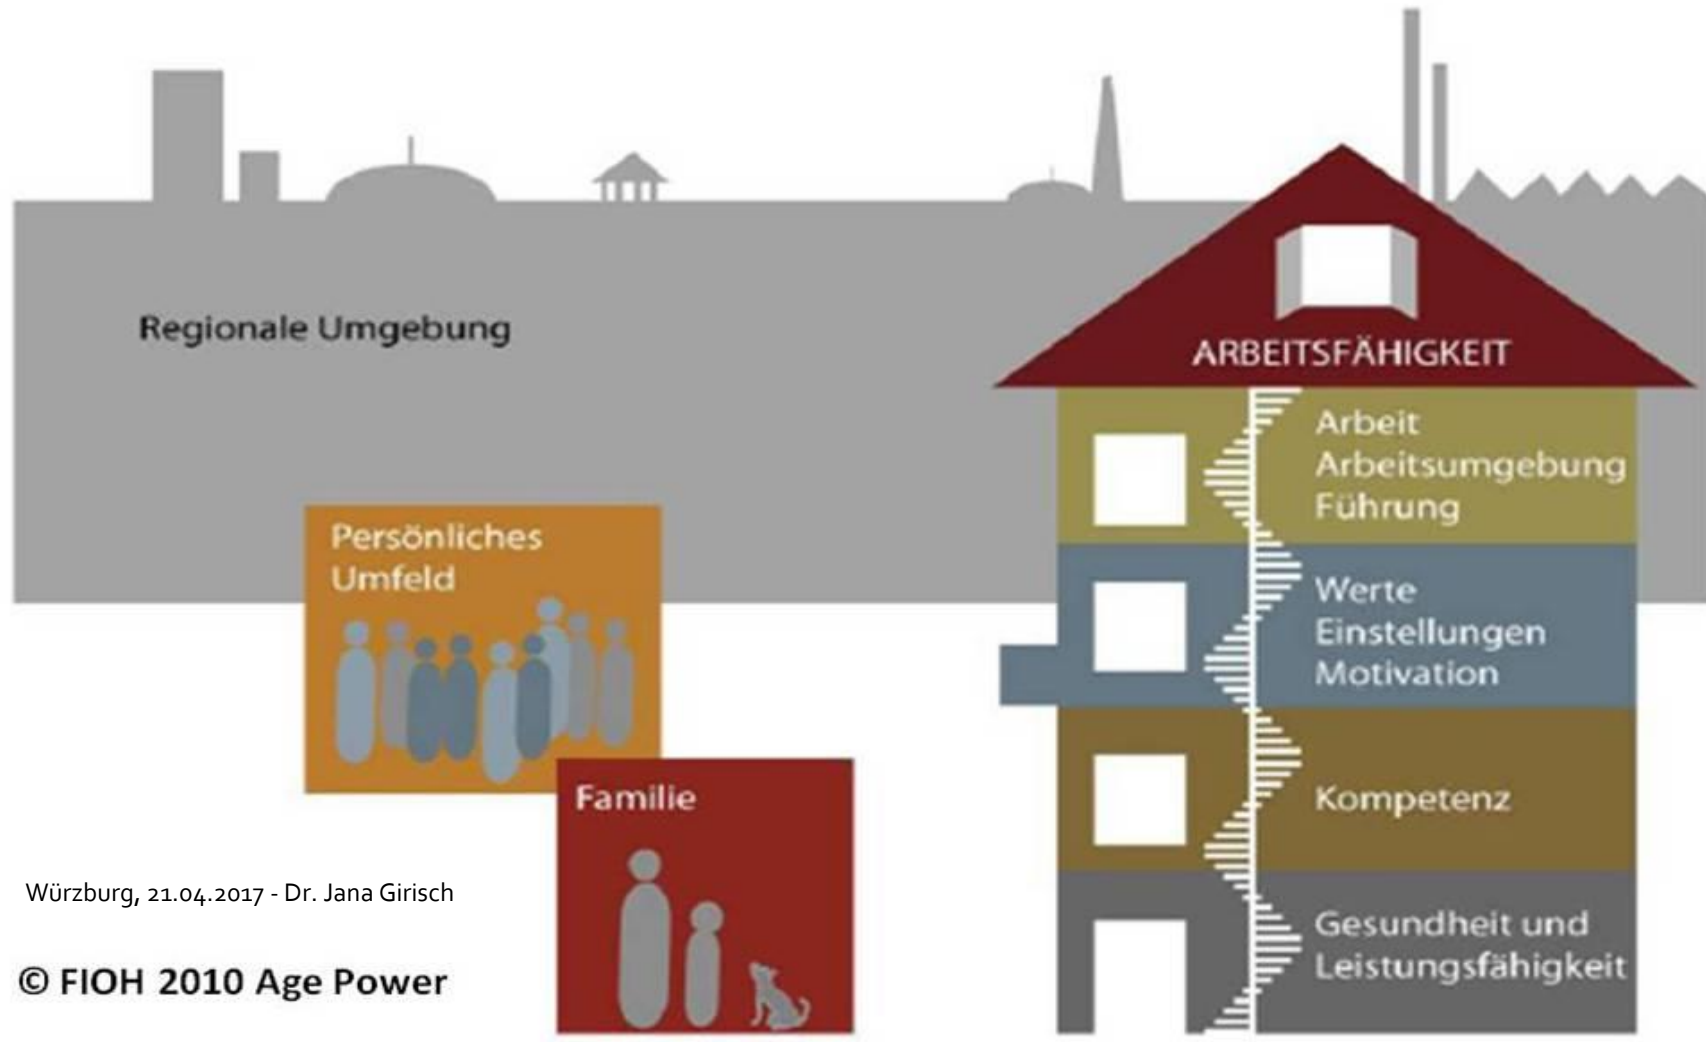 Regionale Umgebung
ARBEITSFÄHIGKEIT
Arbeit
Arbeitsumgebung
Führung
Persönliches
Umfeld
Werte
Einstellungen
Motivation
Familie
Kompetenz
Würzburg, 21.04.2017 - Dr. Jana Girisch
Gesundheit und
Leistungsfähigkeit
© FIOH 2010 Age Power